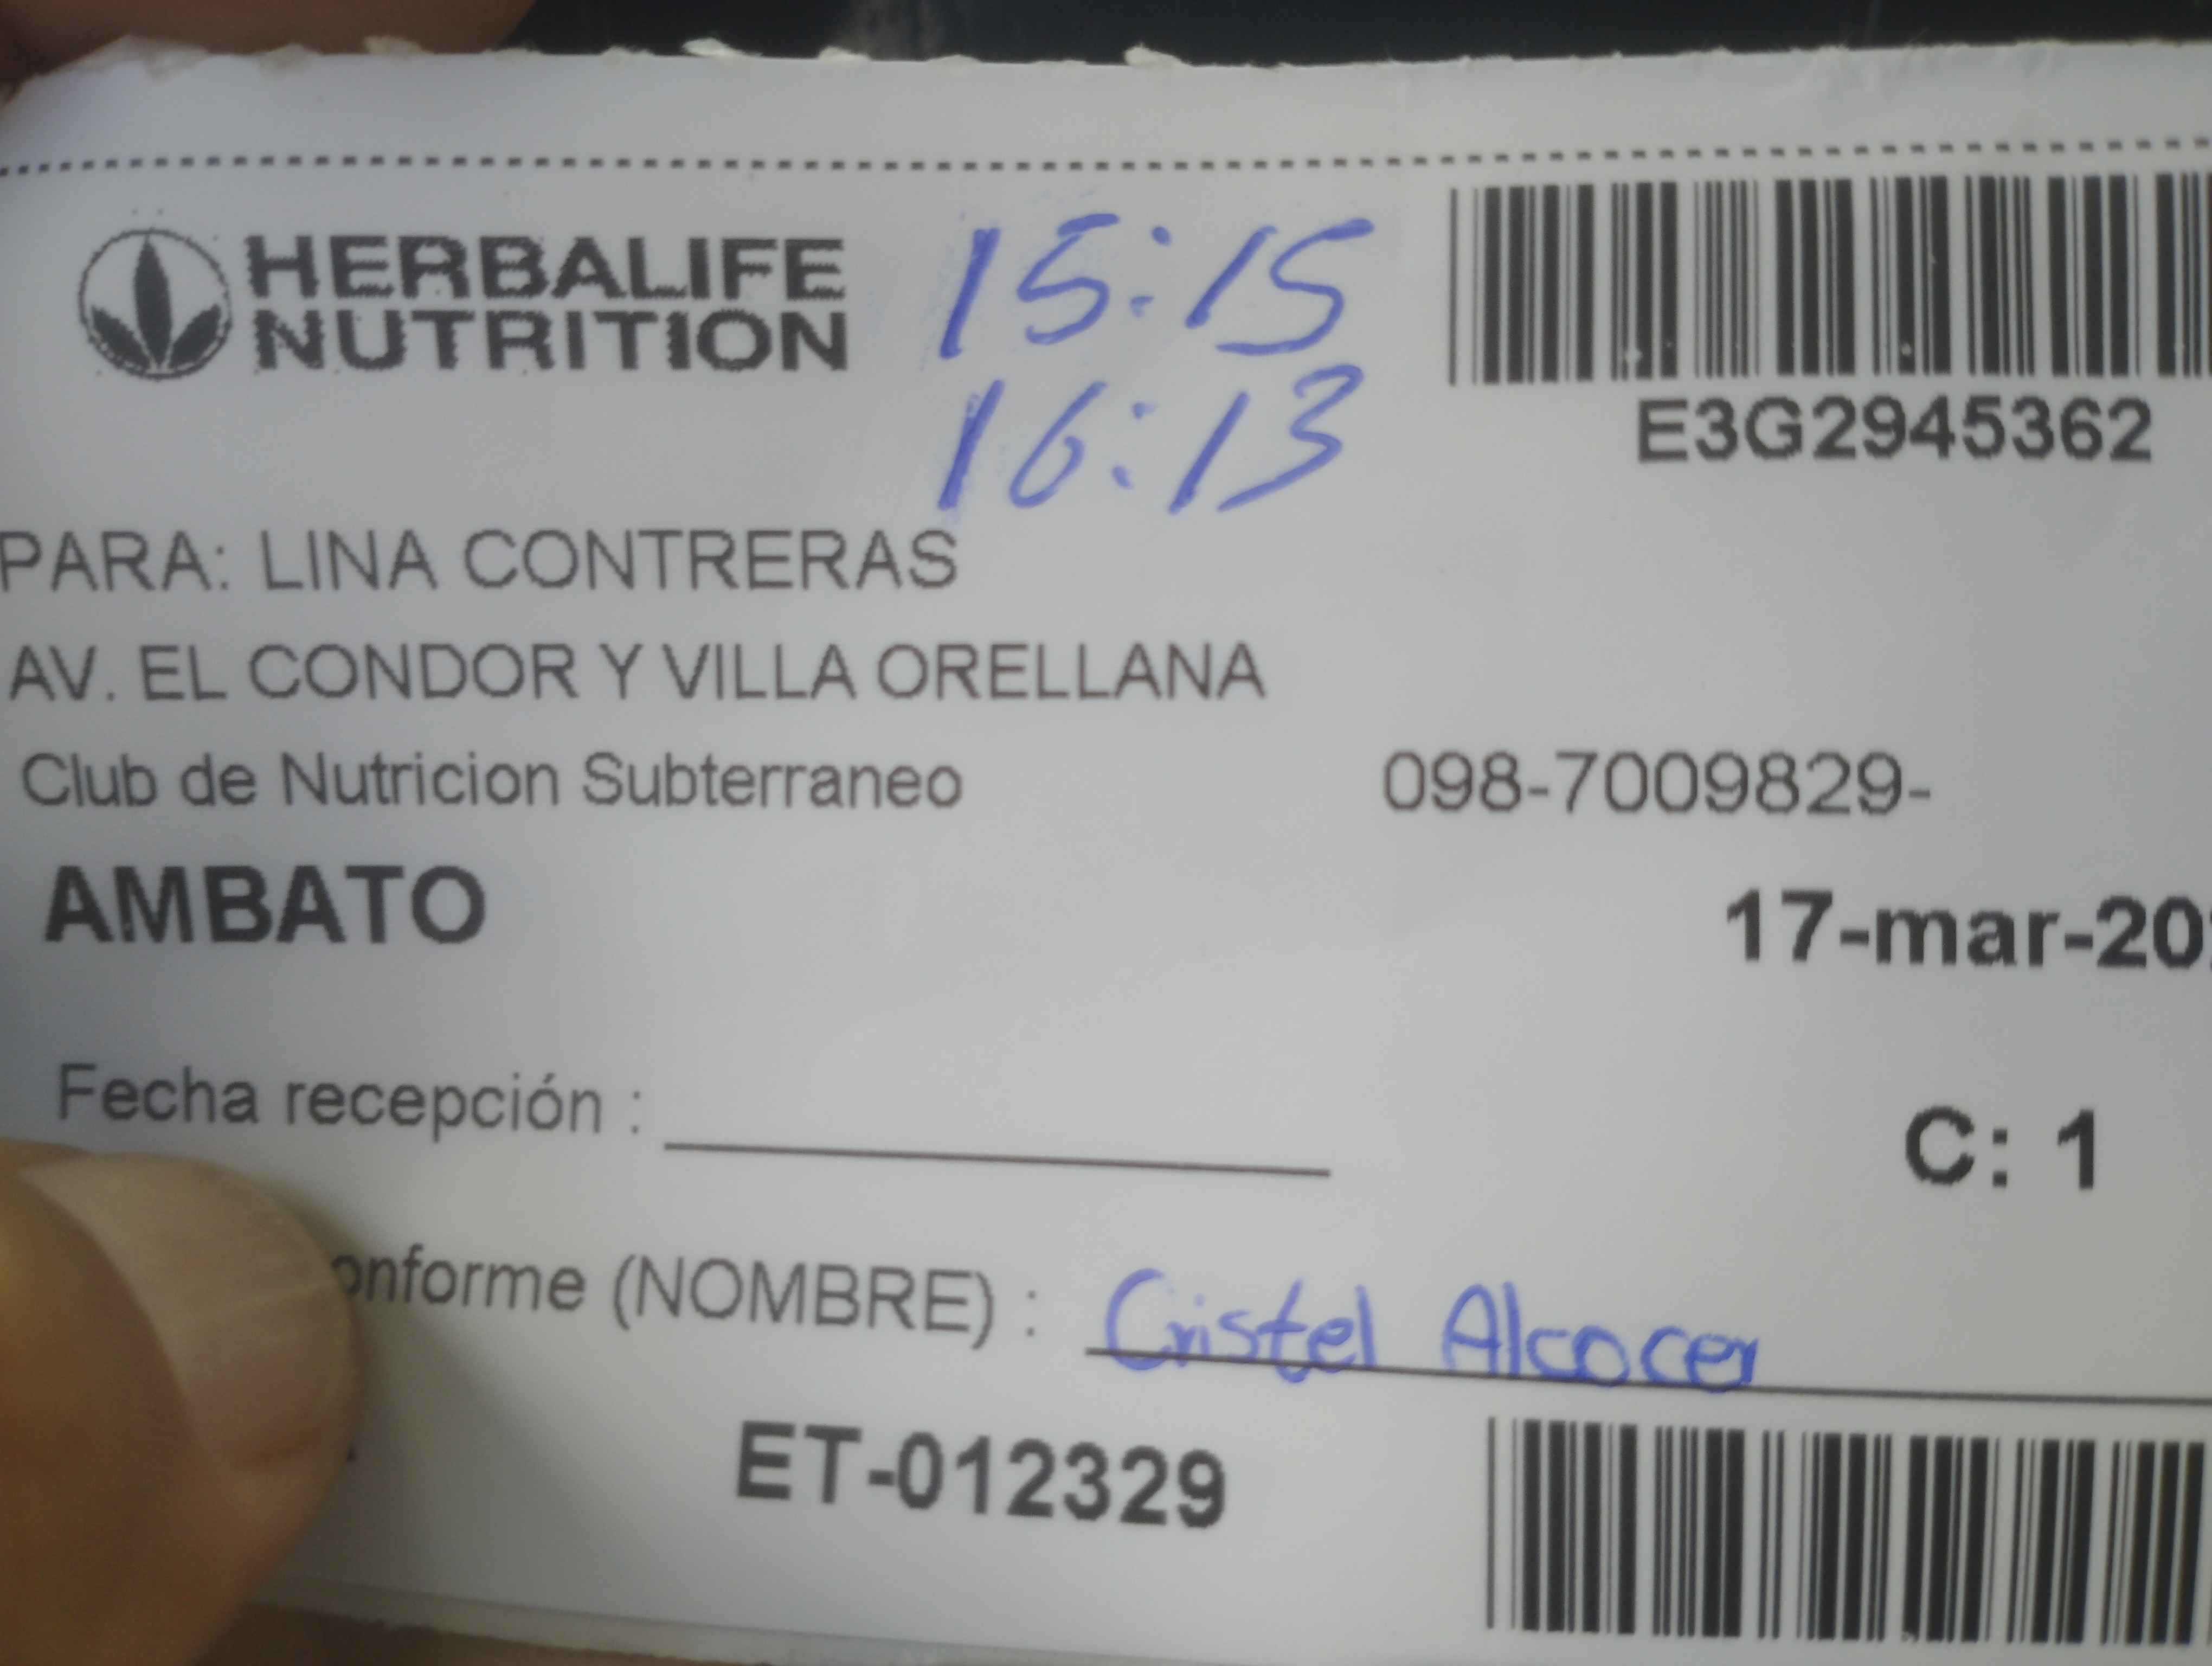 HERBALIFE
NUTRITION
15:15
16:13
E3G2945362
PARA: LINA CONTRERAS
AV. EL CONDOR Y VILLA ORELLANA
Club de Nutricion Subterraneo 098-7009829-
AMBATO
17-mar-20
Fecha recepción :
C: 1
onforme (NOMBRE) : Cristel Alcocer
ET-012329